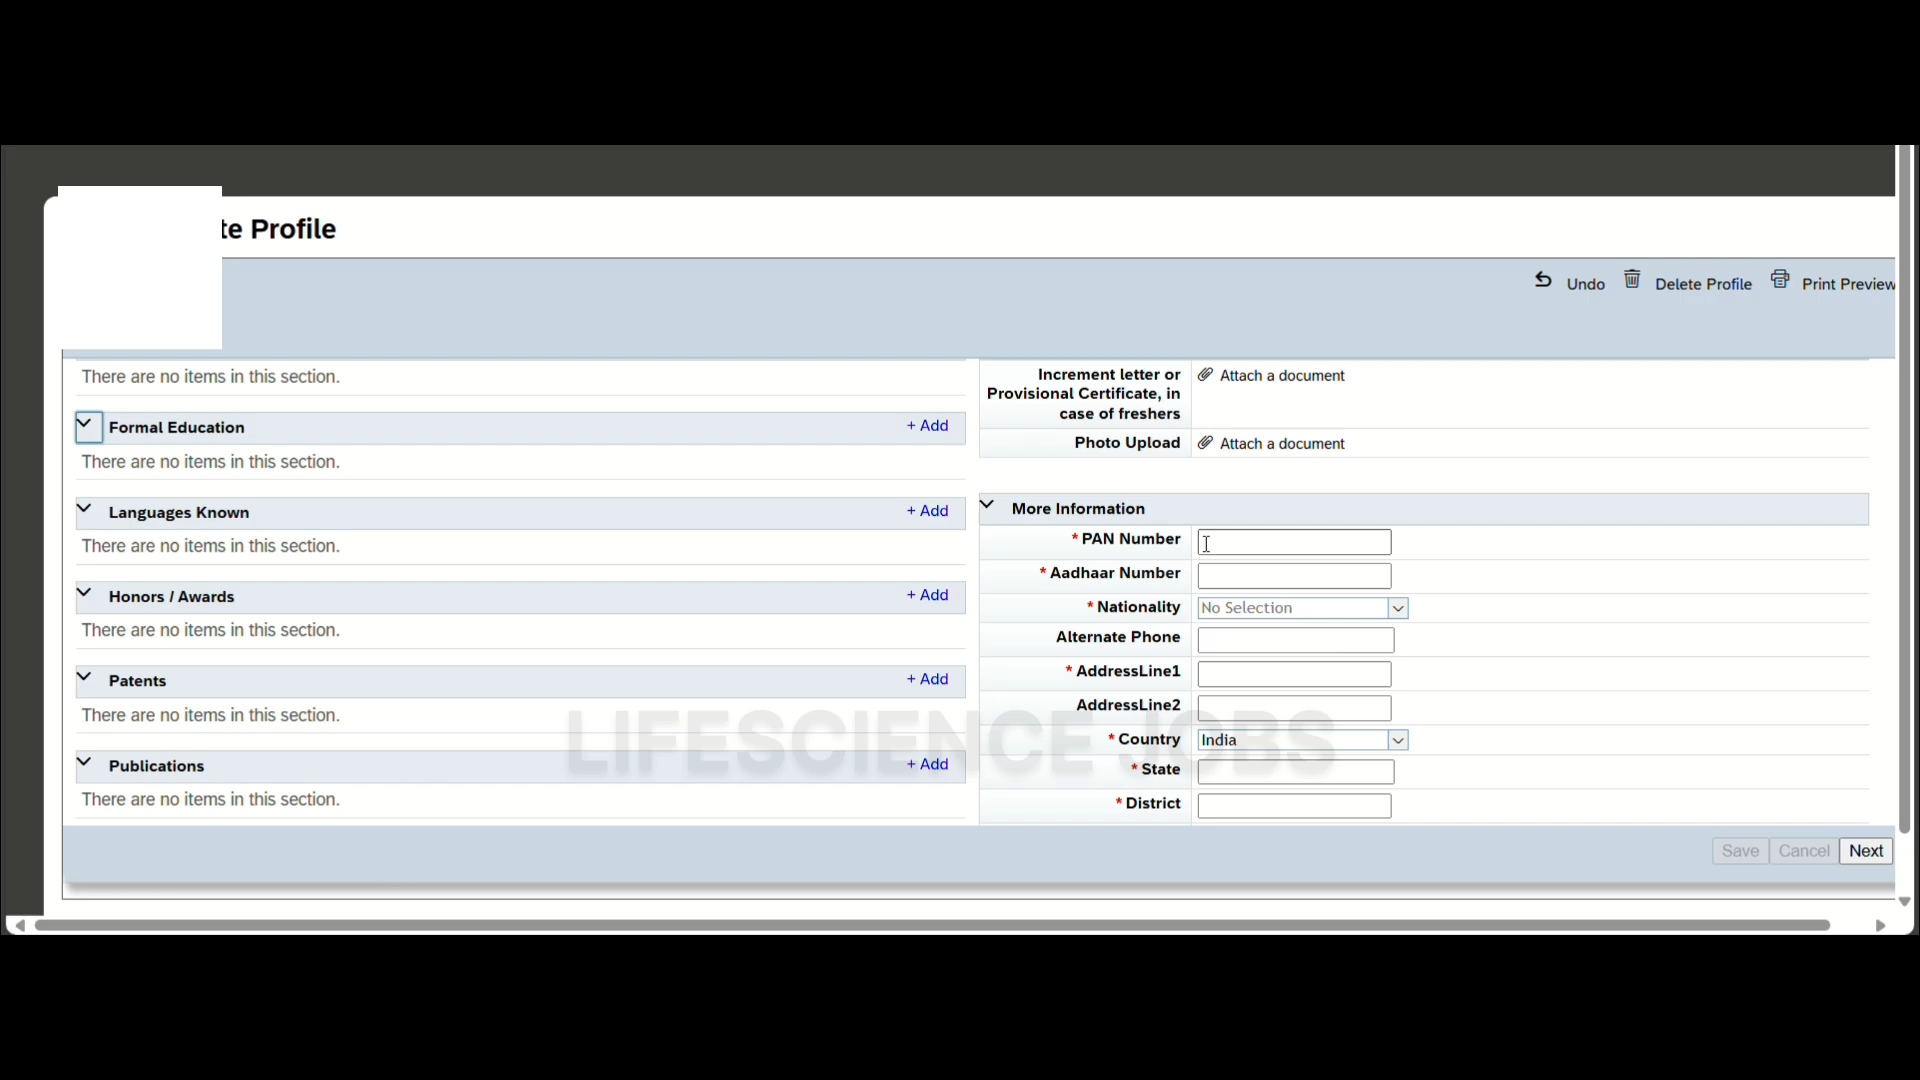 te Profile
Undo Delete Profile Print Preview
There are no items in this section.
Formal Education + Add
There are no items in this section.
Languages Known + Add
There are no items in this section.
Honors / Awards + Add
There are no items in this section.
Patents + Add
There are no items in this section.
Publications + Add
There are no items in this section.
Increment letter or
Provisional Certificate, in
case of freshers
Attach a document
Photo Upload Attach a document
More Information
* PAN Number
* Aadhaar Number
* Nationality No Selection
Alternate Phone
* AddressLine1
AddressLine2
* Country India
* State
* District
LIFESCIENCE JOBS
Save Cancel Next